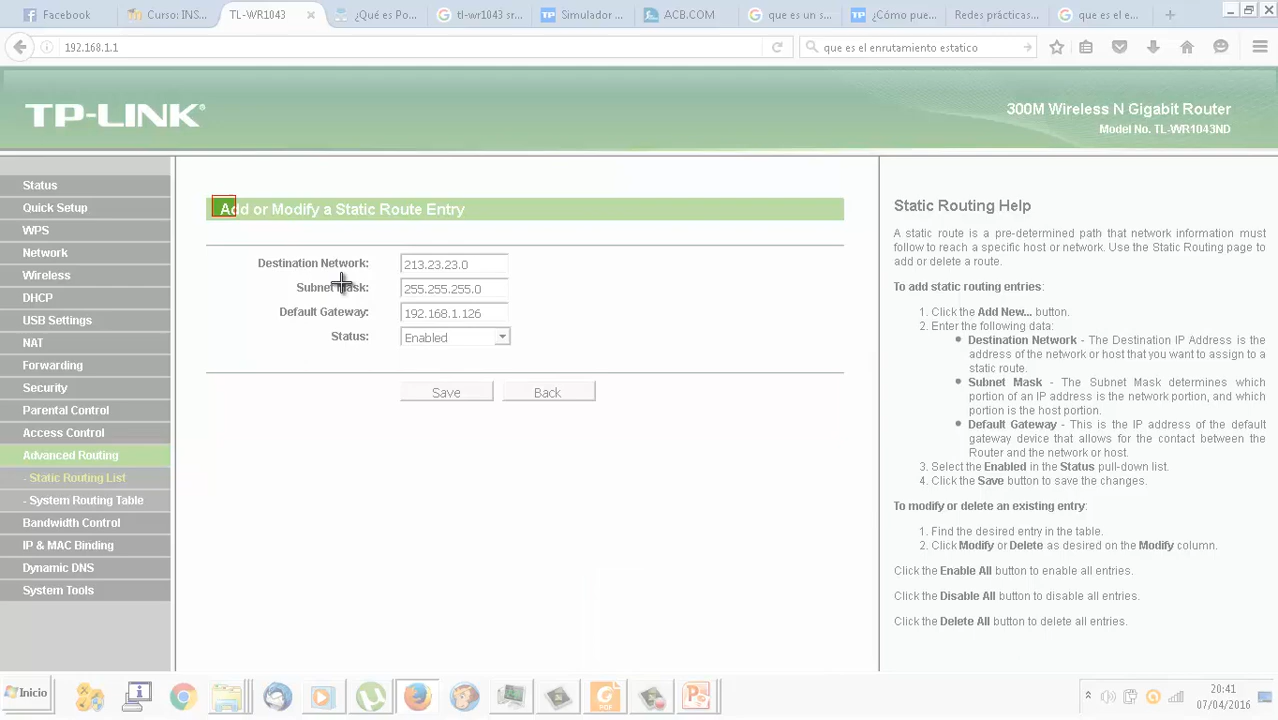 Facebook
Curso: INS...
TL-WR1043
¿Qué es Po...
tl-wr1043 sr...
Simulador ...
ACB.COM
que es un s...
¿Cómo pue...
Redes prácticas...
que es el e...
192.168.1.1
que es el enrutamiento estatico
TP-LINK®
300M Wireless N Gigabit Router
Model No. TL-WR1043ND
Status
Quick Setup
WPS
Network
Wireless
DHCP
USB Settings
NAT
Forwarding
Security
Parental Control
Access Control
Advanced Routing
- Static Routing List
- System Routing Table
Bandwidth Control
IP & MAC Binding
Dynamic DNS
System Tools
Add or Modify a Static Route Entry
Destination Network: 213.23.23.0
Subnet Mask: 255.255.255.0
Default Gateway: 192.168.1.126
Status: Enabled
Save Back
Static Routing Help
A static route is a pre-determined path that network information must
follow to reach a specific host or network. Use the Static Routing page to
add or delete a route.
To add static routing entries:
1. Click the Add New... button.
2. Enter the following data:
Destination Network - The Destination IP Address is the
address of the network or host that you want to assign to a
static route.
Subnet Mask - The Subnet Mask determines which
portion of an IP address is the network portion, and which
portion is the host portion.
Default Gateway - This is the IP address of the default
gateway device that allows for the contact between the
Router and the network or host.
3. Select the Enabled in the Status pull-down list.
4. Click the Save button to save the changes.
To modify or delete an existing entry:
1. Find the desired entry in the table.
2. Click Modify or Delete as desired on the Modify column.
Click the Enable All button to enable all entries.
Click the Disable All button to disable all entries.
Click the Delete All button to delete all entries.
Inicio
20:41
07/04/2016